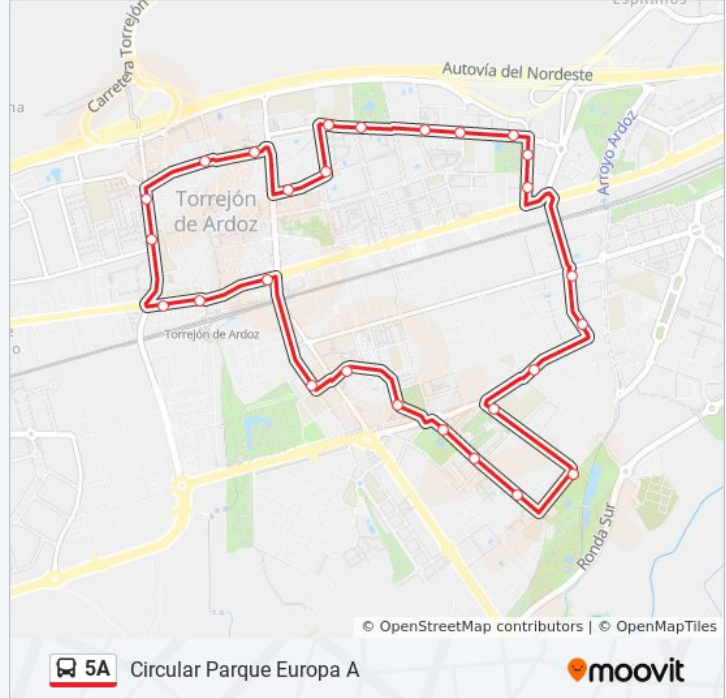 Carretera Torrejón
Autovía del Nordeste
Arroyo Ardoz
Torrejón
de Ardoz
Torrejón de Ardoz
Ronda Sur
© OpenStreetMap contributors | © OpenMapTiles
5A Circular Parque Europa A
moovit